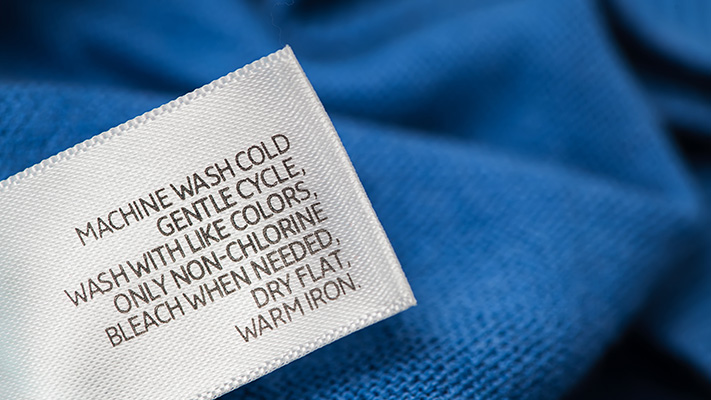 MACHINE WASH COLD
GENTLE CYCLE,
WASH WITH LIKE COLORS,
ONLY NON-CHLORINE
BLEACH WHEN NEEDED,
DRY FLAT,
WARM IRON.